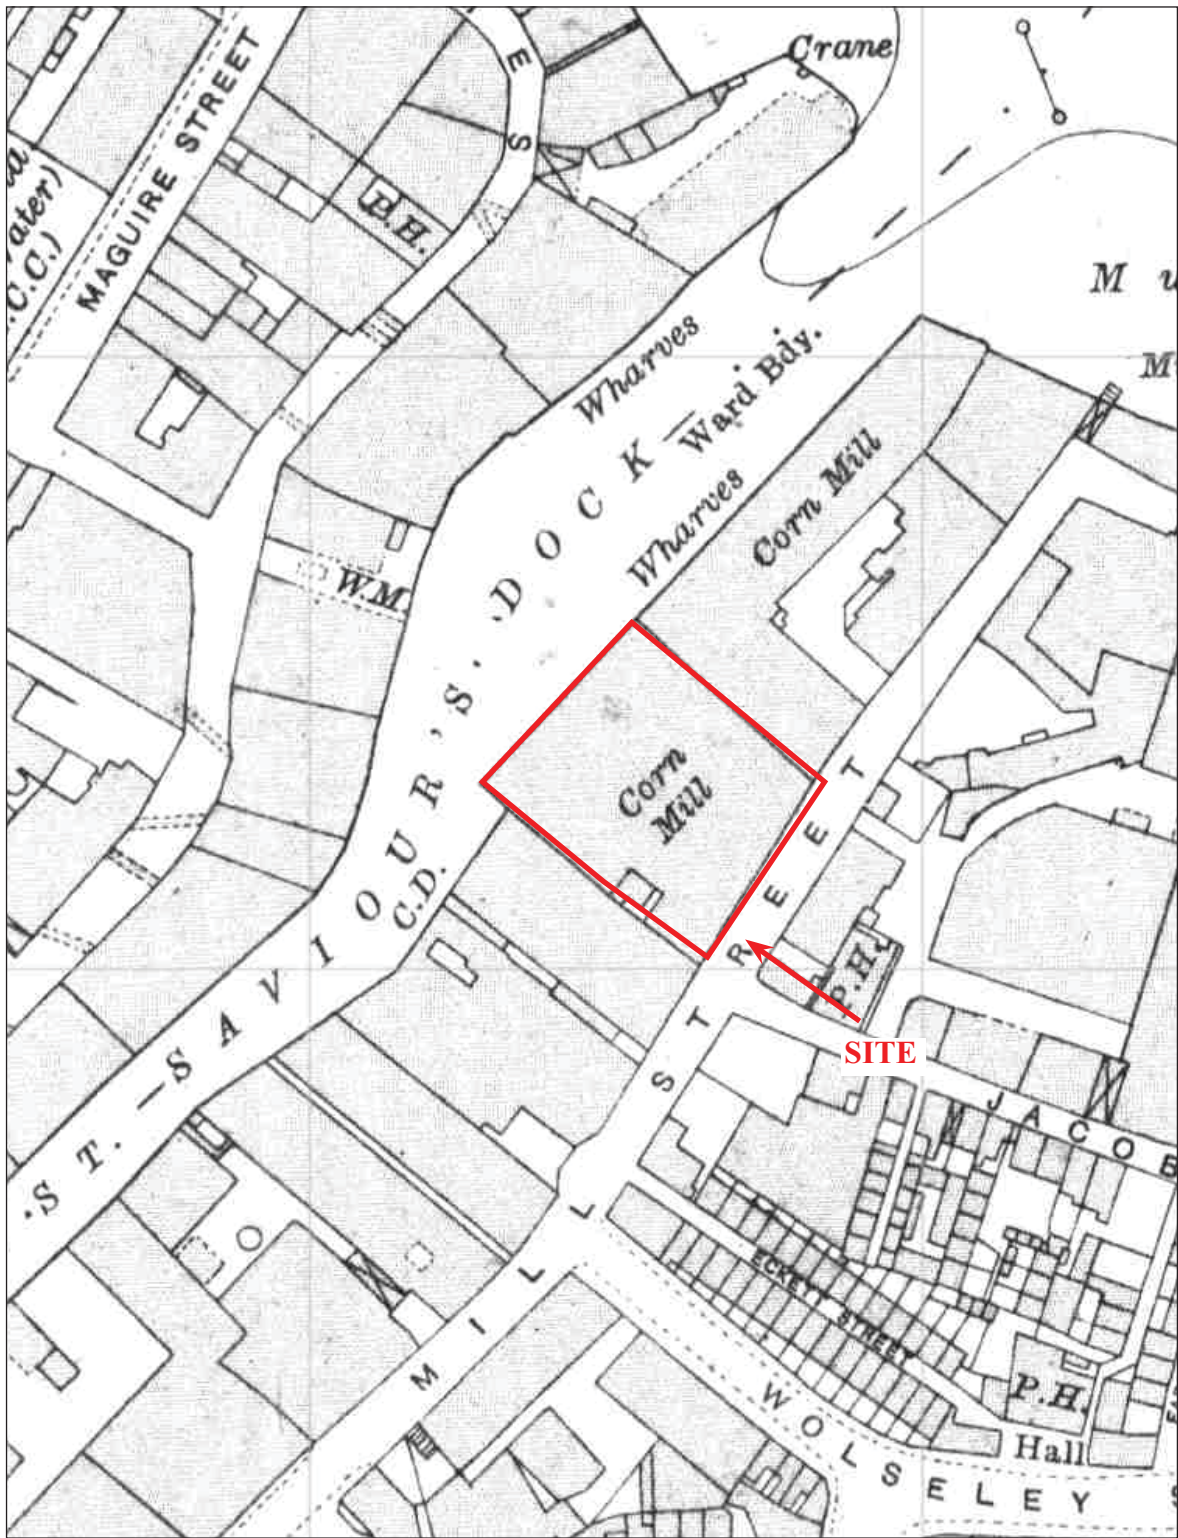 Crane
E
S
MAGUIRE STREET
P.H.
ater)
.C.C.)
M
Wharves
Ward Bdy.
Wharves
Corn Mill
W.M.
ST. SAVIOUR'S DOCK
C.D.
Corn
Mill
MILL STREET
P.H.
SITE
JACOB
ECKETT STREET
P.H.
Hall
WOLSELEY S